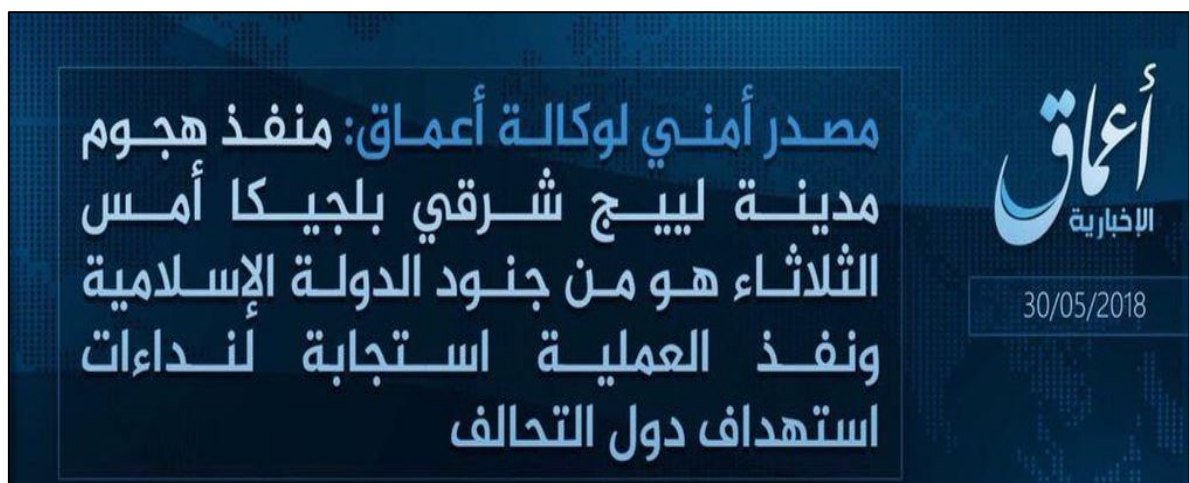 مصدر أمني لوكالة أعماق: منفذ هجوم
مدينة لييج شرقي بلجيكا أمس
الثلاثاء هو من جنود الدولة الإسلامية
ونفذ العملية استجابة لنداءات
استهداف دول التحالف
أعماق
الإخبارية
30/05/2018